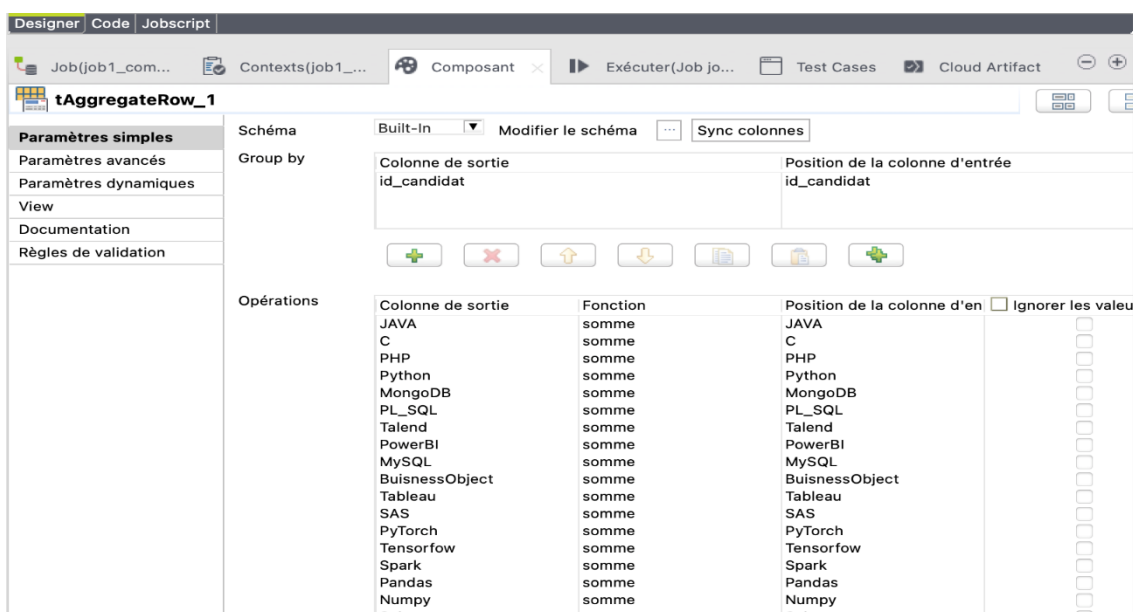 Designer Code Jobscript
Job(job1_com... Contexts(job1_... Composant Exécuter(Job jo... Test Cases Cloud Artifact
tAggregateRow_1
Paramètres simples
Paramètres avancés
Paramètres dynamiques
View
Documentation
Règles de validation
Schéma Built-In Modifier le schéma ... Sync colonnes
Group by Colonne de sortie Position de la colonne d'entrée
id_candidat id_candidat
Opérations Colonne de sortie Fonction Position de la colonne d'en Ignorer les valeu
JAVA somme JAVA
C somme C
PHP somme PHP
Python somme Python
MongoDB somme MongoDB
PL_SQL somme PL_SQL
Talend somme Talend
PowerBI somme PowerBI
MySQL somme MySQL
BuisnessObject somme BuisnessObject
Tableau somme Tableau
SAS somme SAS
PyTorch somme PyTorch
Tensorfow somme Tensorfow
Spark somme Spark
Pandas somme Pandas
Numpy somme Numpy